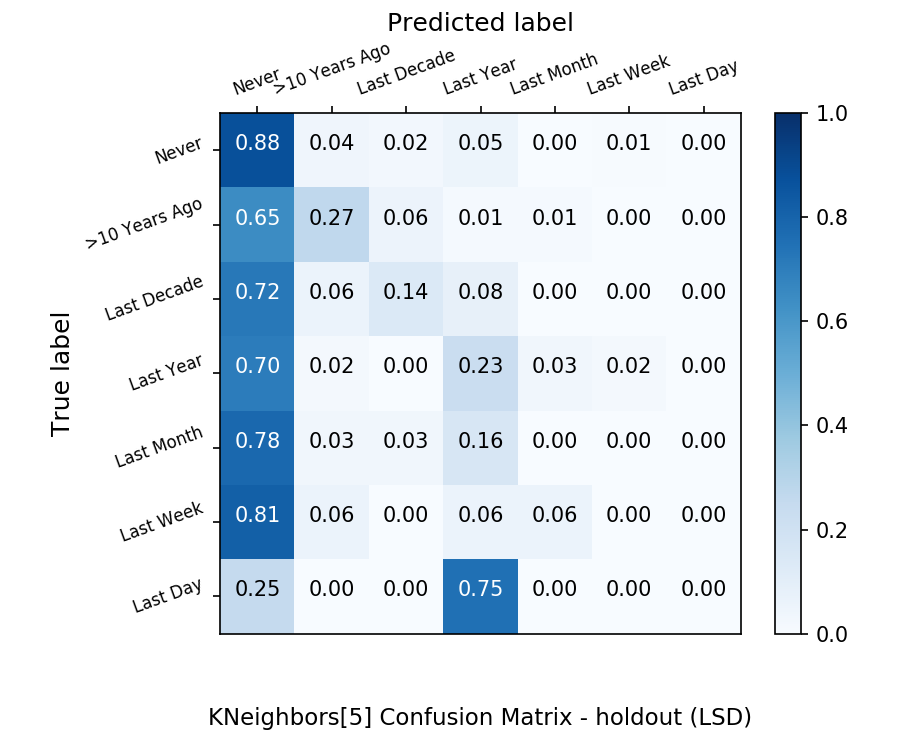 Predicted label
Never >10 Years Ago Last Decade Last Year Last Month Last Week Last Day
True label
Never 0.88 0.04 0.02 0.05 0.00 0.01 0.00
>10 Years Ago 0.65 0.27 0.06 0.01 0.01 0.00 0.00
Last Decade 0.72 0.06 0.14 0.08 0.00 0.00 0.00
Last Year 0.70 0.02 0.00 0.23 0.03 0.02 0.00
Last Month 0.78 0.03 0.03 0.16 0.00 0.00 0.00
Last Week 0.81 0.06 0.00 0.06 0.06 0.00 0.00
Last Day 0.25 0.00 0.00 0.75 0.00 0.00 0.00
1.0
0.8
0.6
0.4
0.2
0.0
KNeighbors[5] Confusion Matrix - holdout (LSD)